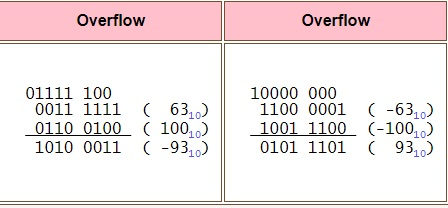 Overflow
01111 100
0011 1111 ( 63₁₀)
0110 0100 ( 100₁₀)
1010 0011 ( -93₁₀)
Overflow
10000 000
1100 0001 ( -63₁₀)
1001 1100 (-100₁₀)
0101 1101 ( 93₁₀)